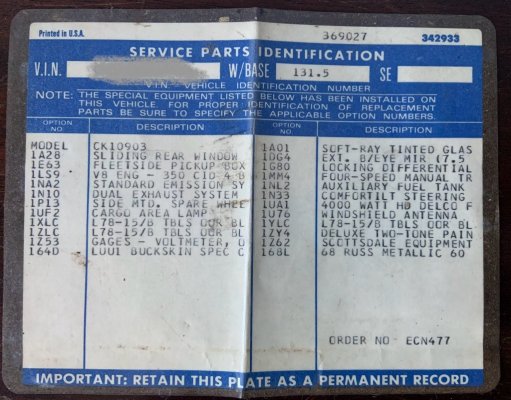 Printed in U.S.A.
369027
342933
SERVICE PARTS IDENTIFICATION
V.I.N.
W/BASE 131.5 SE
V.I.N. - VEHICLE IDENTIFICATION NUMBER
NOTE: THE SPECIAL EQUIPMENT LISTED BELOW HAS BEEN INSTALLED ON
THIS VEHICLE. FOR PROPER IDENTIFICATION OF REPLACEMENT
PARTS BE SURE TO SPECIFY THE APPLICABLE OPTION NUMBERS.
OPTION NO. DESCRIPTION
MODEL CK10903
1A28 SLIDING REAR WINDOW
1E63 FLEETSIDE PICKUP BOX
1LS9 V8 ENG - 350 CID 4-B
1NA2 STANDARD EMISSION SY
1N10 DUAL EXHAUST SYSTEM
1P13 SIDE MTD. SPARE WHEE
1UF2 CARGO AREA LAMP
1XLC L78-15/B TBLS OOR BL
1ZLC L78-15/B TBLS OOR BL
1Z53 GAGES - VOLTMETER, O
164D BUCKSKIN SPEC C
OPTION NO. DESCRIPTION
1A01 SOFT-RAY TINTED GLAS
1DG4 EXT. B/EYE MIR (7.5
1G80 LOCKING DIFFERENTIAL
1MM4 FOUR-SPEED MANUAL TR
1NL2 AUXILIARY FUEL TANK
1N33 COMFORTILT STEERING
1UA1 4000 WATT HD DELCO F
1U76 WINDSHIELD ANTENNA
1YLC L78-15/B TBLS OOR BL
1ZY4 DELUXE TWO-TONE PAIN
1Z62 SCOTTSDALE EQUIPMENT
168L 68 RUSS METALLIC 60
ORDER NO - ECN477
IMPORTANT: RETAIN THIS PLATE AS A PERMANENT RECORD